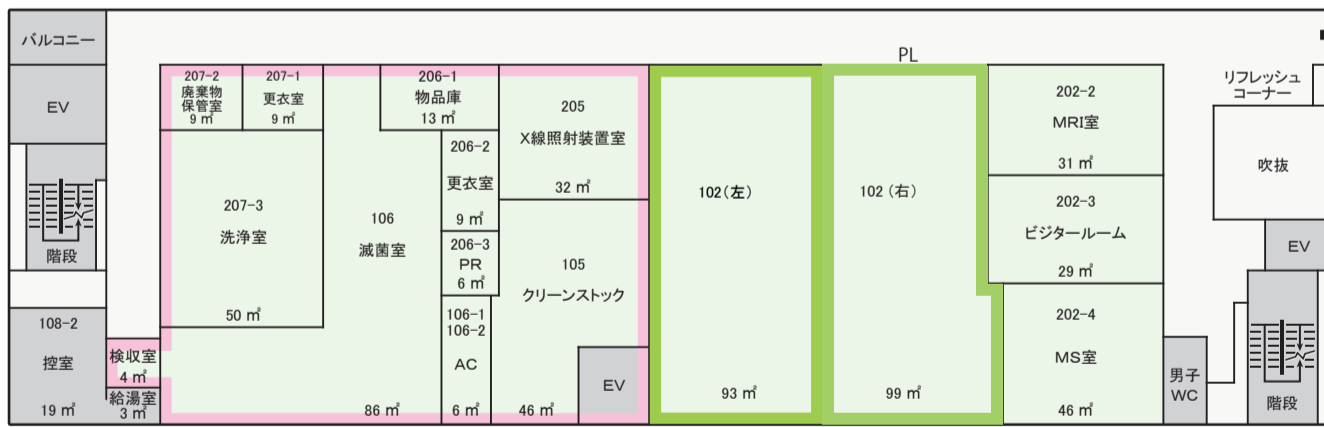 バルコニー
EV
階段
108-2
控室
19 ㎡
検収室
4 ㎡
給湯室
3 ㎡
207-2
廃棄物
保管室
9 ㎡
207-1
更衣室
9 ㎡
207-3
洗浄室
50 ㎡
106
滅菌室
86 ㎡
206-1
物品庫
13 ㎡
206-2
更衣室
9 ㎡
206-3
PR
6 ㎡
106-1
106-2
AC
6 ㎡
205
X線照射装置室
32 ㎡
105
クリーンストック
46 ㎡
EV
102(左)
93 ㎡
PL
102 (右)
99 ㎡
202-2
MRI室
31 ㎡
202-3
ビジタールーム
29 ㎡
202-4
MS室
46 ㎡
男子
WC
リフレッシュ
コーナー
吹抜
EV
階段